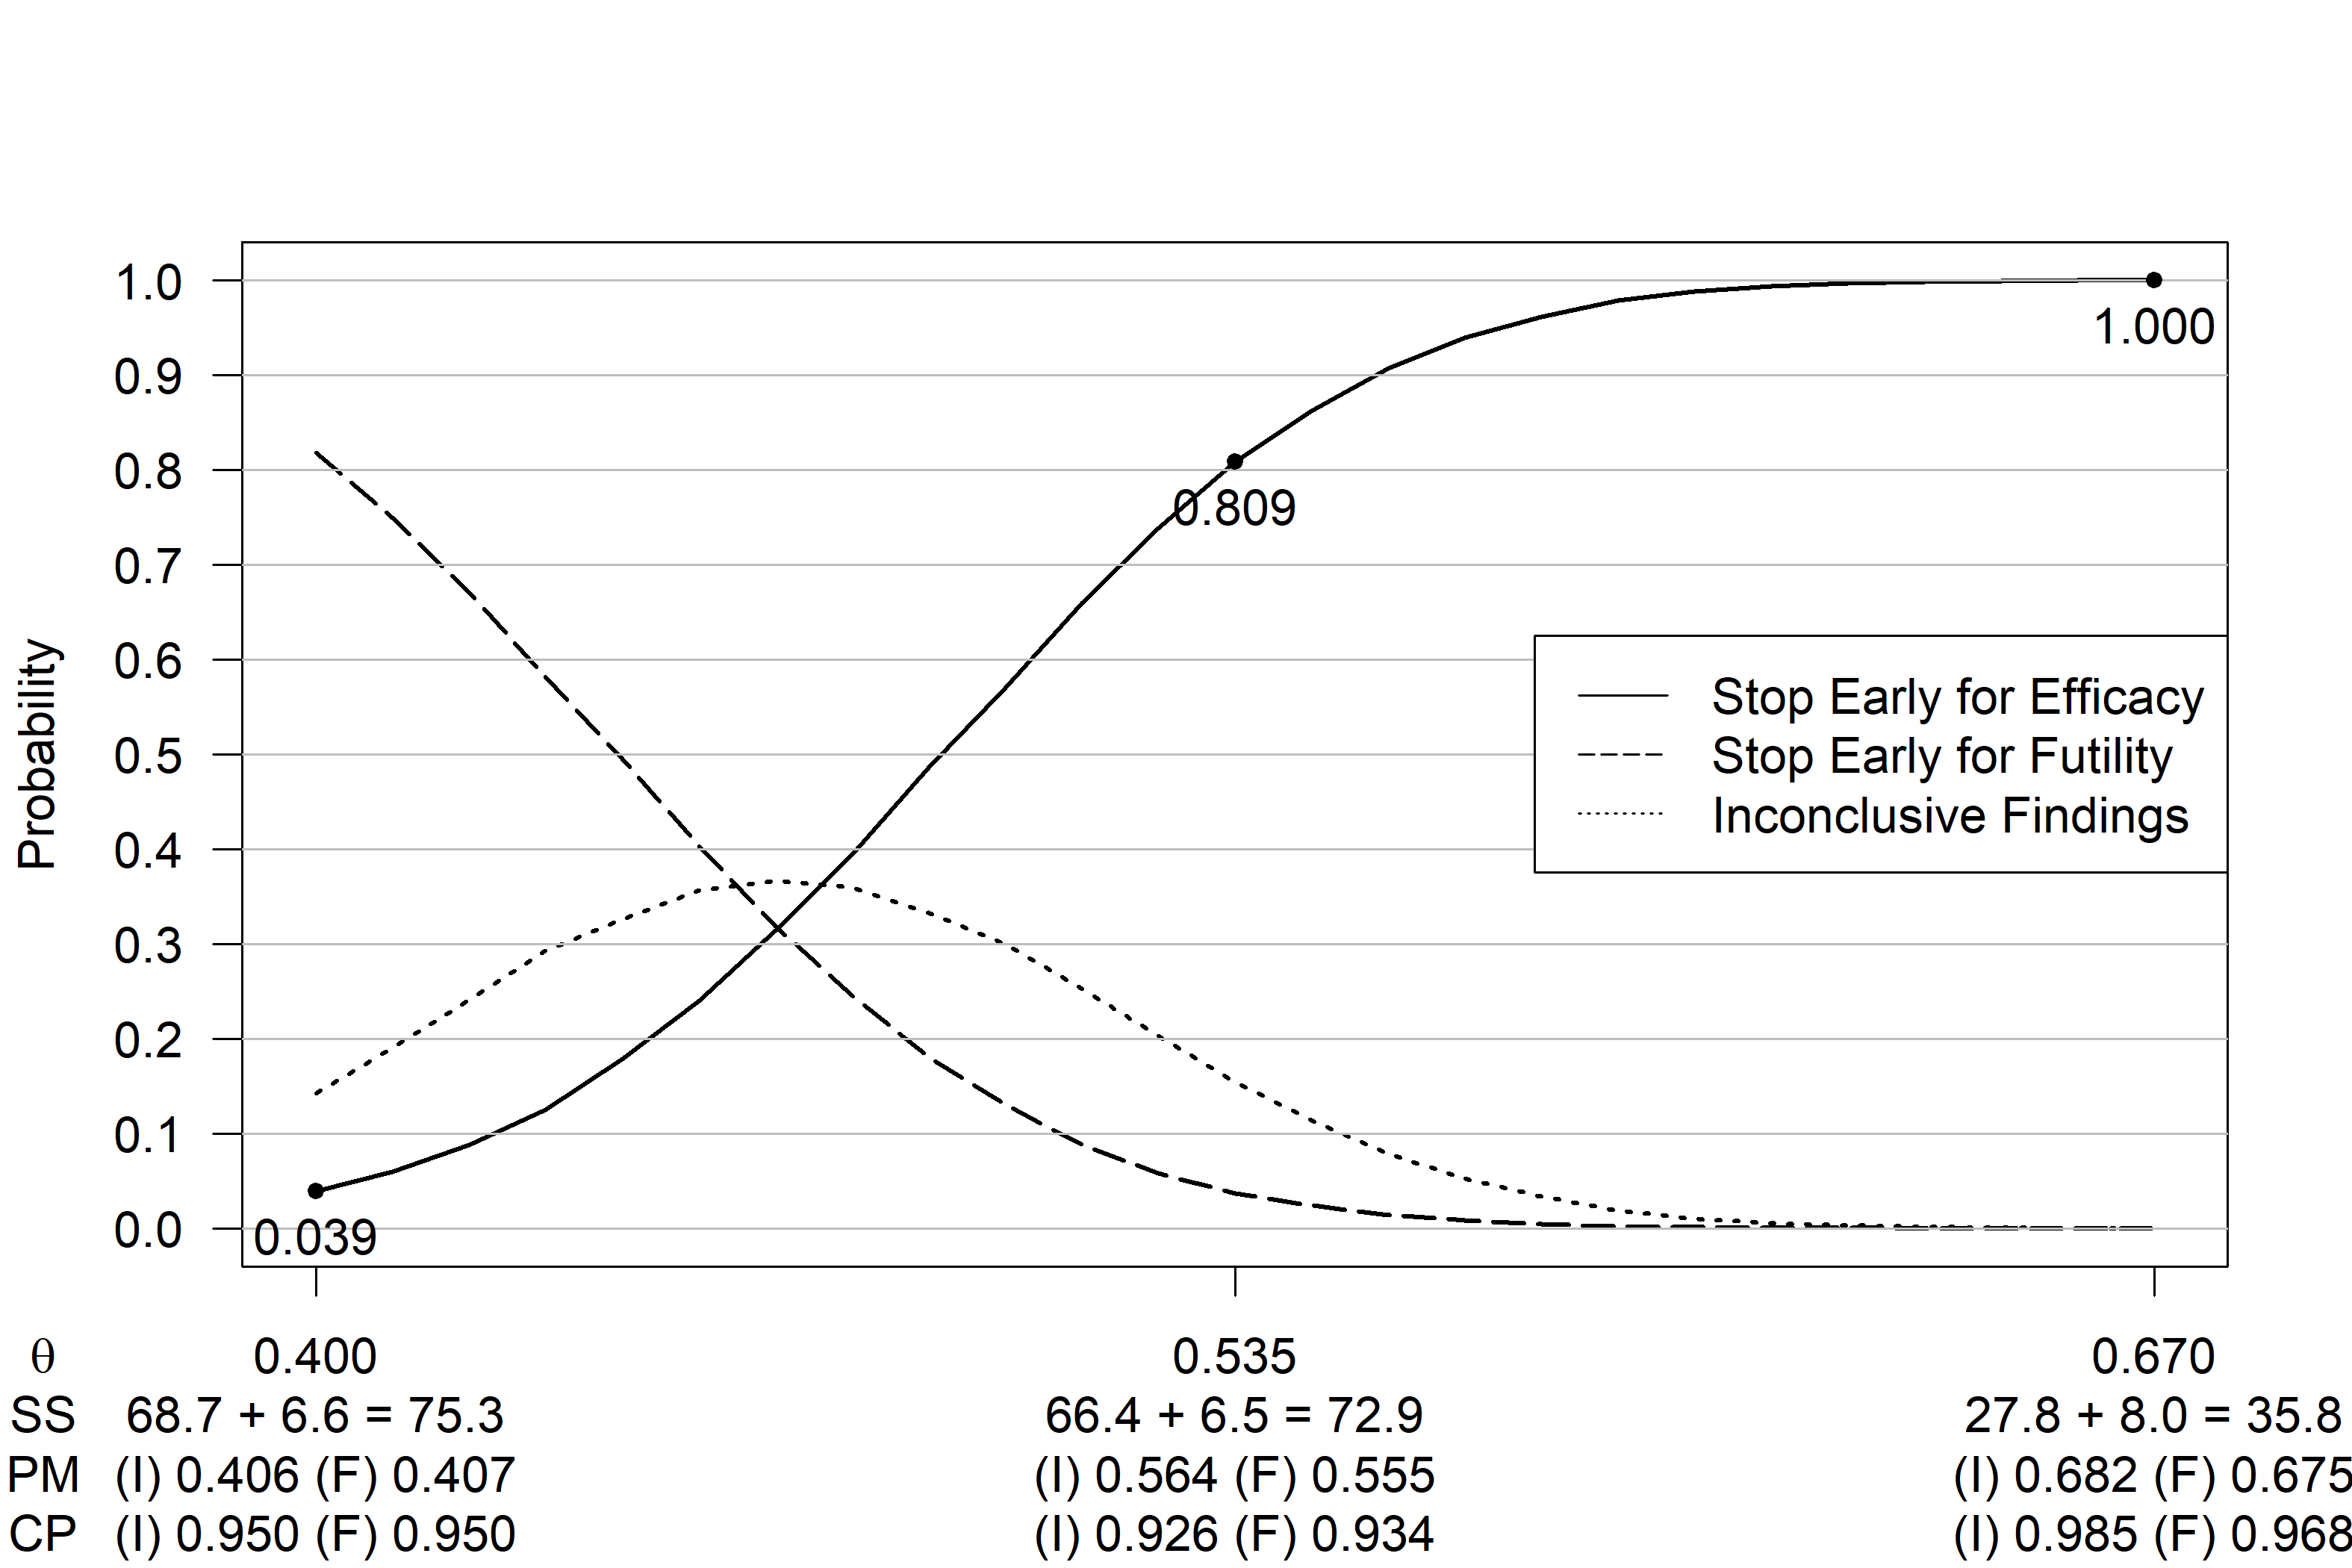 1.0
0.9
0.8
0.7
0.6
0.5
0.4
0.3
0.2
0.1
0.0
Probability
1.000
0.809
0.039
Stop Early for Efficacy
Stop Early for Futility
Inconclusive Findings
θ 0.400 0.535 0.670
SS 68.7 + 6.6 = 75.3 66.4 + 6.5 = 72.9 27.8 + 8.0 = 35.8
PM (I) 0.406 (F) 0.407 (I) 0.564 (F) 0.555 (I) 0.682 (F) 0.675
CP (I) 0.950 (F) 0.950 (I) 0.926 (F) 0.934 (I) 0.985 (F) 0.968